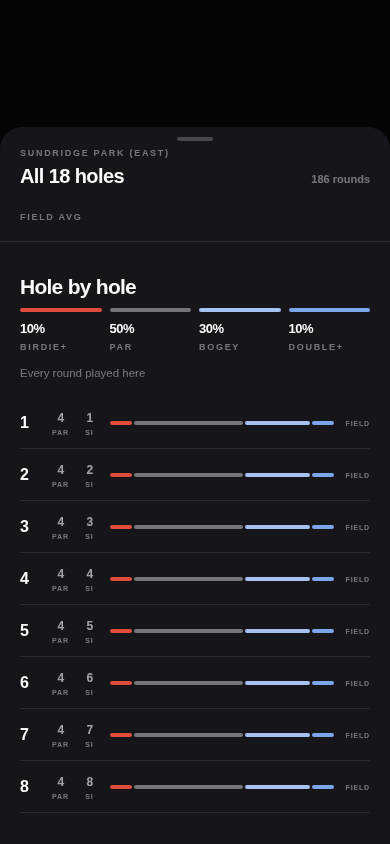 SUNDRIDGE PARK (EAST)
All 18 holes
186 rounds
FIELD AVG
Hole by hole
10% 50% 30% 10%
BIRDIE+ PAR BOGEY DOUBLE+
Every round played here
1 4 1
PAR SI FIELD
2 4 2
PAR SI FIELD
3 4 3
PAR SI FIELD
4 4 4
PAR SI FIELD
5 4 5
PAR SI FIELD
6 4 6
PAR SI FIELD
7 4 7
PAR SI FIELD
8 4 8
PAR SI FIELD